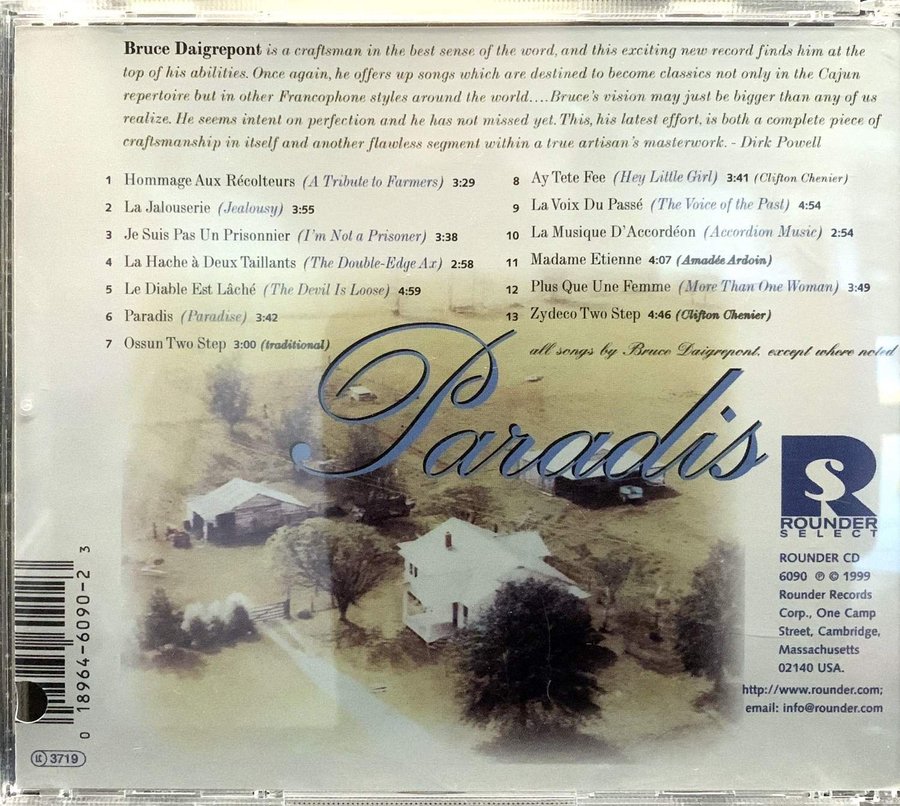 Bruce Daigrepont is a craftsman in the best sense of the word, and this exciting new record finds him at the
top of his abilities. Once again, he offers up songs which are destined to become classics not only in the Cajun
repertoire but in other Francophone styles around the world....Bruce's vision may just be bigger than any of us
realize. He seems intent on perfection and he has not missed yet. This, his latest effort, is both a complete piece of
craftsmanship in itself and another flawless segment within a true artisan's masterwork. - Dirk Powell
1 Hommage Aux Récolteurs (A Tribute to Farmers) 3:29
2 La Jalouserie (Jealousy) 3:55
3 Je Suis Pas Un Prisonnier (I'm Not a Prisoner) 3:38
4 La Hache à Deux Taillants (The Double-Edge Ax) 2:58
5 Le Diable Est Lâché (The Devil Is Loose) 4:59
6 Paradis (Paradise) 3:42
7 Ossun Two Step 3:00 (traditional)
8 Ay Tete Fee (Hey Little Girl) 3:41 (Clifton Chenier)
9 La Voix Du Passé (The Voice of the Past) 4:54
10 La Musique D'Accordéon (Accordion Music) 2:54
11 Madame Etienne 4:07 (Amadée Ardoin)
12 Plus Que Une Femme (More Than One Woman) 3:49
13 Zydeco Two Step 4:46 (Clifton Chenier)
all songs by Bruce Daigrepont, except where noted
Paradis
RS
ROUNDER
SELECT
ROUNDER CD
6090 ℗ © 1999
Rounder Records
Corp., One Camp
Street, Cambridge,
Massachusetts
02140 USA.
http://www.rounder.com;
email: info@rounder.com
0 18964-6090-2 3
LC 3719